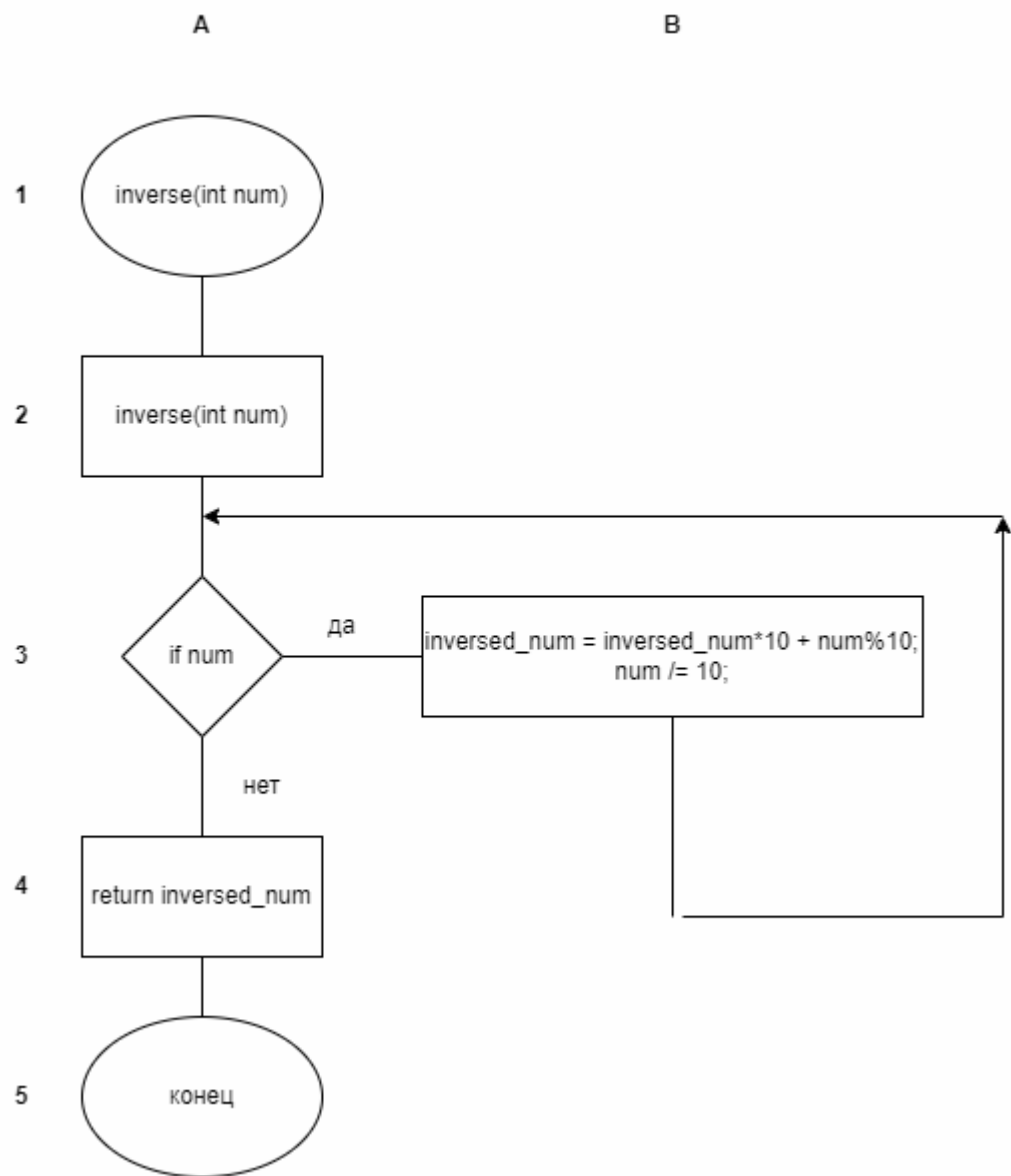 A
B
1
inverse(int num)
2
inverse(int num)
3
if num
да
inversed_num = inversed_num*10 + num%10;
num /= 10;
нет
4
return inversed_num
5
конец